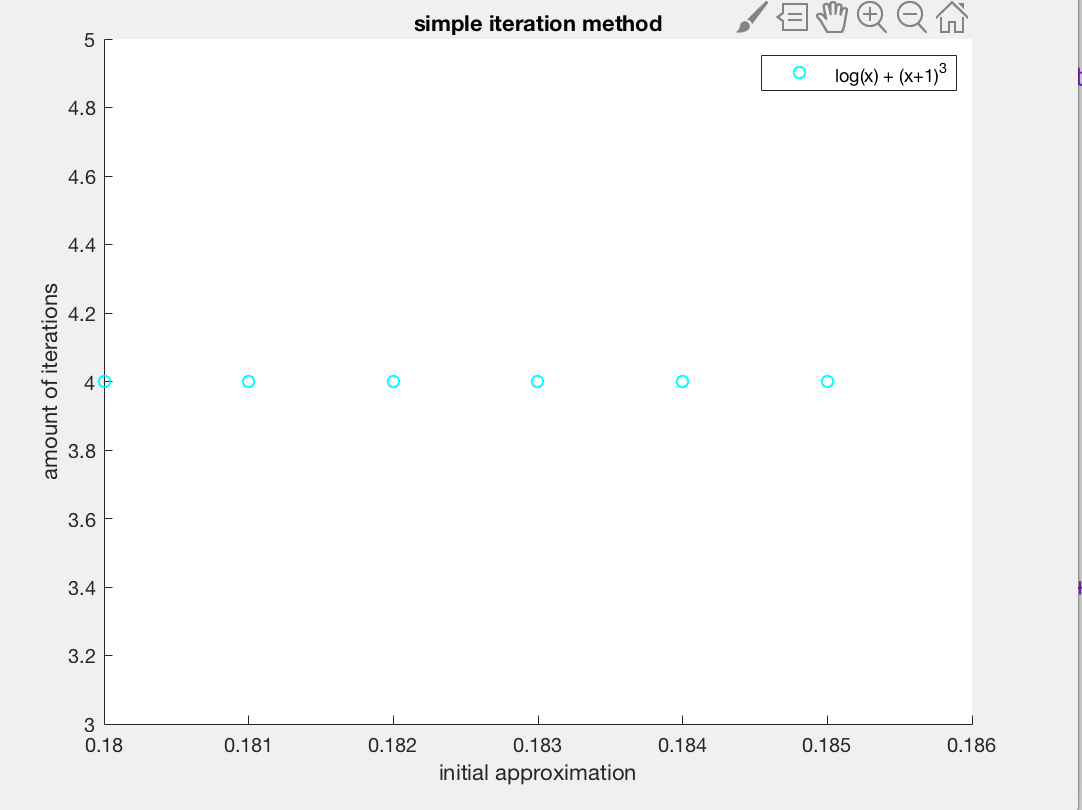 simple iteration method
log(x) + (x+1)^3
5
4.8
4.6
4.4
4.2
4
3.8
3.6
3.4
3.2
3
amount of iterations
0.18 0.181 0.182 0.183 0.184 0.185 0.186
initial approximation